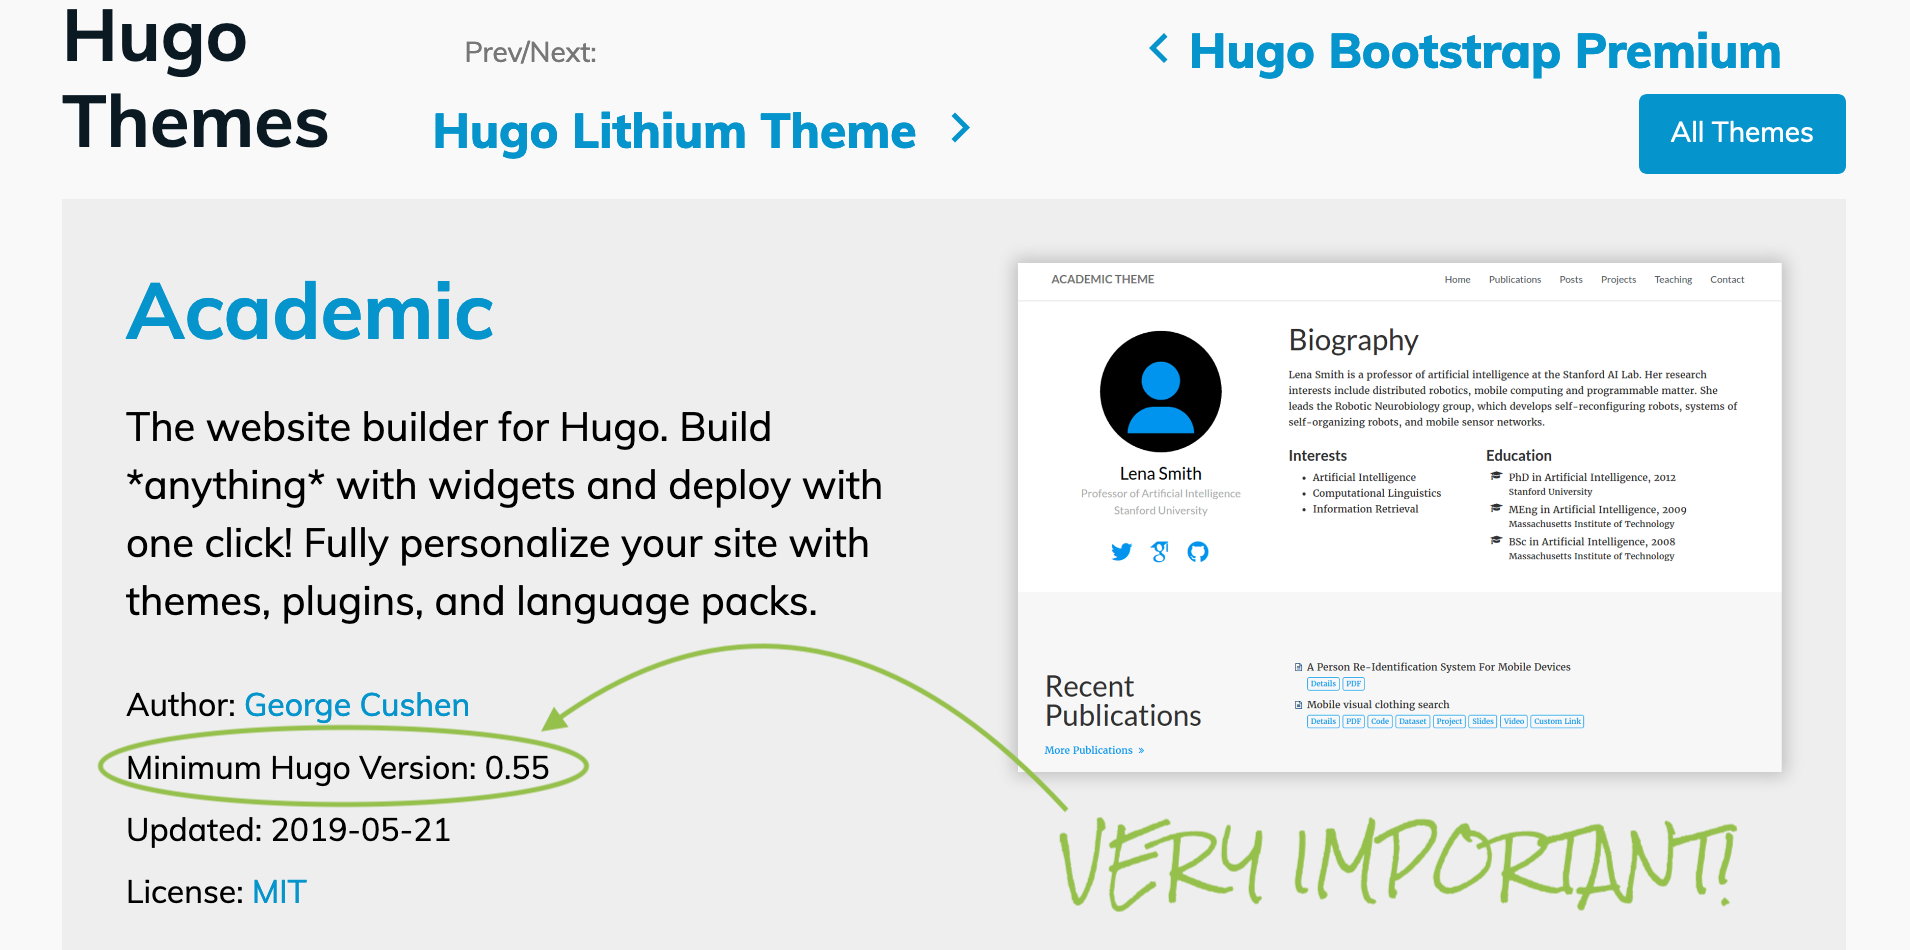 Hugo
Themes
Prev/Next:
Hugo Bootstrap Premium
Hugo Lithium Theme
All Themes
Academic
The website builder for Hugo. Build
*anything* with widgets and deploy with
one click! Fully personalize your site with
themes, plugins, and language packs.
Author: George Cushen
Minimum Hugo Version: 0.55
Updated: 2019-05-21
License: MIT
ACADEMIC THEME
Home Publications Posts Projects Teaching Contact
Lena Smith
Professor of Artificial Intelligence
Stanford University
Biography
Lena Smith is a professor of artificial intelligence at the Stanford AI Lab. Her research
interests include distributed robotics, mobile computing and programmable matter. She
leads the Robotic Neurobiology group, which develops self-reconfiguring robots, systems of
self-organizing robots, and mobile sensor networks.
Interests
• Artificial Intelligence
• Computational Linguistics
• Information Retrieval
Education
PhD in Artificial Intelligence, 2012
Stanford University
MEng in Artificial Intelligence, 2009
Massachusetts Institute of Technology
BSc in Artificial Intelligence, 2008
Massachusetts Institute of Technology
Recent
Publications
More Publications »
A Person Re-Identification System For Mobile Devices
Details PDF
Mobile visual clothing search
Details PDF Code Dataset Project Slides Video Custom Link
VERY IMPORTANT!